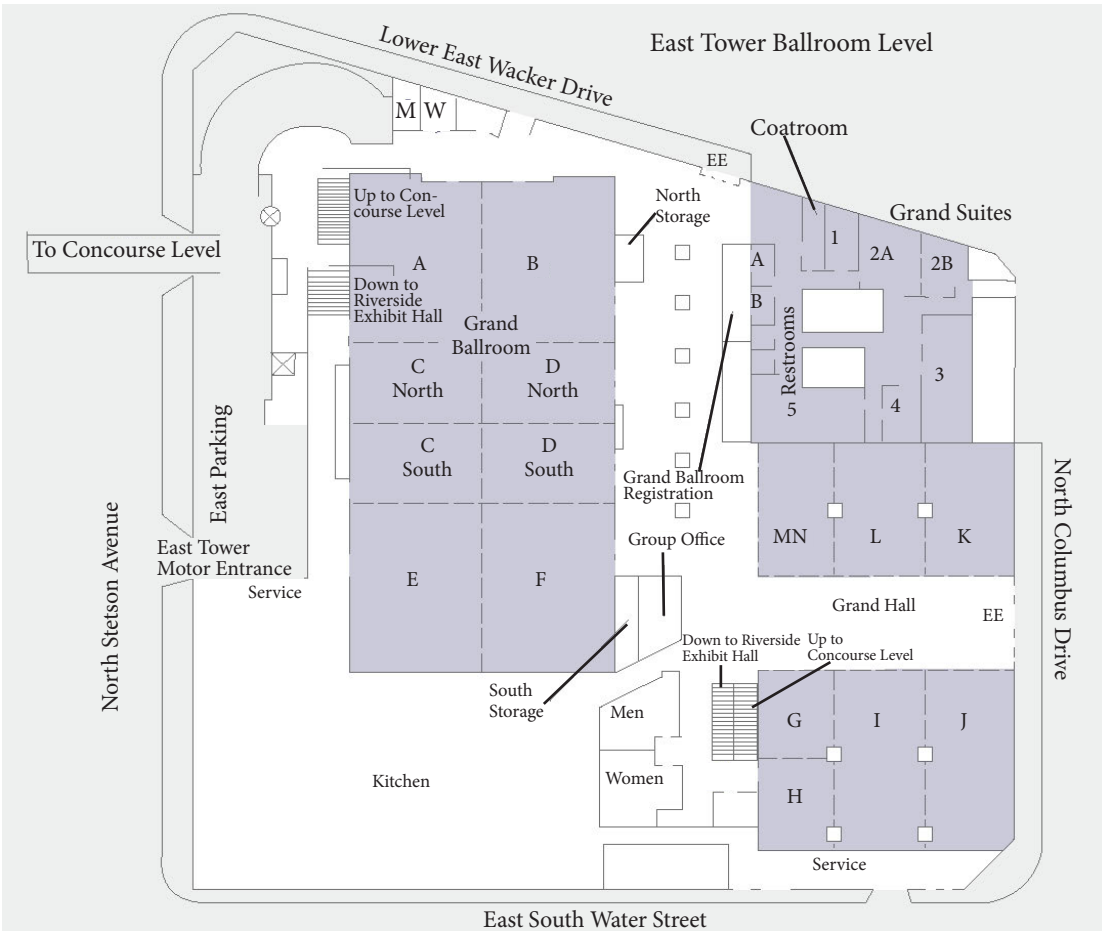 East Tower Ballroom Level
Lower East Wacker Drive
M W
Coatroom
EE
North
Storage
Grand Suites
Up to Con-
course Level
To Concourse Level
A
B
Down to
Riverside
Exhibit Hall
Grand
Ballroom
A
B
1
2A
2B
Restrooms
3
4
5
C
North
D
North
C
South
D
South
East Parking
Grand Ballroom
Registration
North Columbus Drive
North Stetson Avenue
East Tower
Motor Entrance
Service
Group Office
MN
L
K
E
F
Grand Hall
EE
Down to Riverside
Exhibit Hall
Up to
Concourse Level
South
Storage
Men
G
I
J
Kitchen
Women
H
Service
East South Water Street